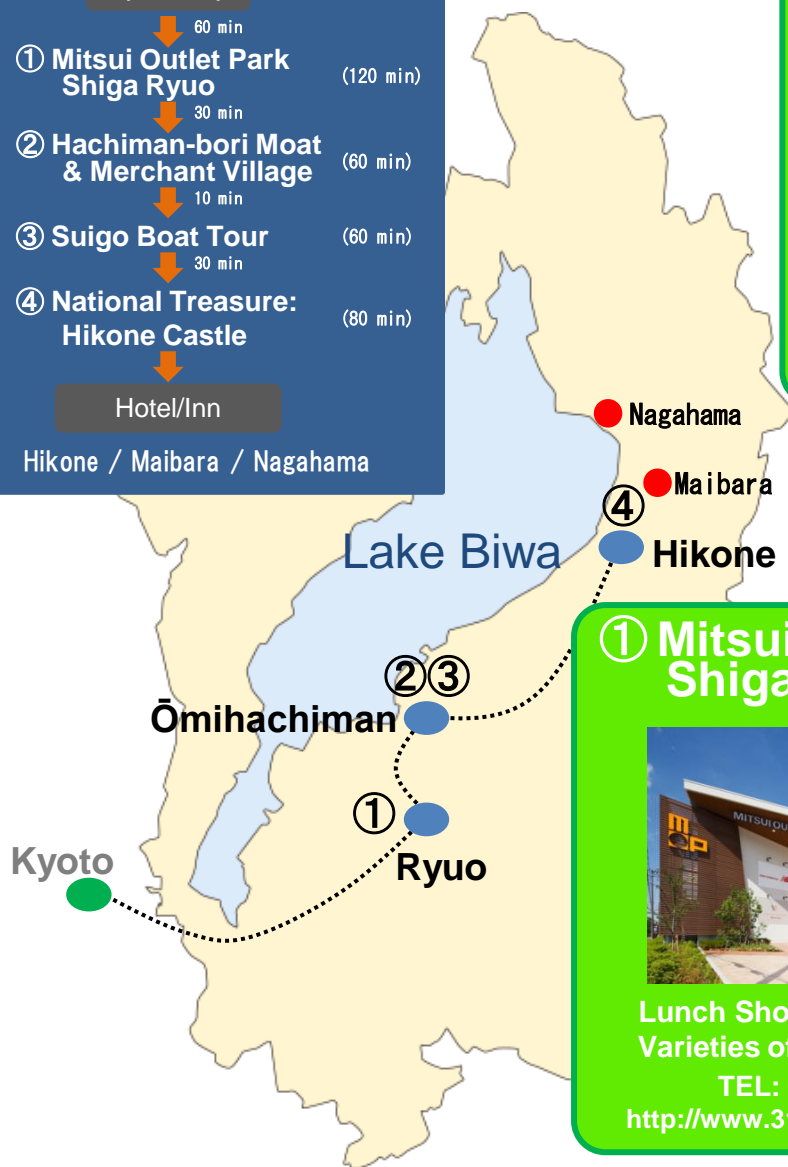 60 min
① Mitsui Outlet Park
Shiga Ryuo
(120 min)
30 min
② Hachiman-bori Moat
& Merchant Village
(60 min)
10 min
③ Suigo Boat Tour
(60 min)
30 min
④ National Treasure:
Hikone Castle
(80 min)
Hotel/Inn
Hikone / Maibara / Nagahama
Nagahama
Maibara
④
Hikone
Lake Biwa
②③
Ōmihachiman
①
Ryuo
Kyoto
① Mitsui
Shiga
MITSUI OU
Lunch Sho
Varieties of
TEL:
http://www.31